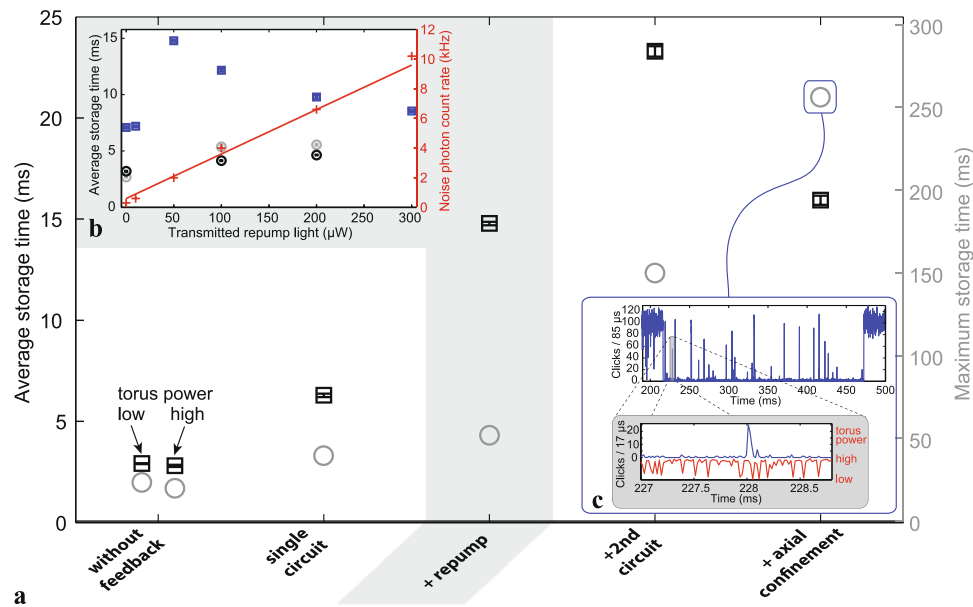 25
20
15
10
5
0
Average storage time (ms)
300
250
200
150
100
50
0
Maximum storage time (ms)
15
10
5
0
Average storage time (ms)
12
10
8
6
4
2
0
Noise photon count rate (kHz)
0 50 100 150 200 250 300
Transmitted repump light (µW)
b
torus power
low high
120
100
80
60
40
20
0
Clicks / 85 µs
200 250 300 350 400 450 500
Time (ms)
20
10
0
Clicks / 17 µs
torus
power
high
low
227 227.5 228 228.5
Time (ms)
c
without
feedback
single
circuit
+ repump
+2nd
circuit
+ axial
confinement
a